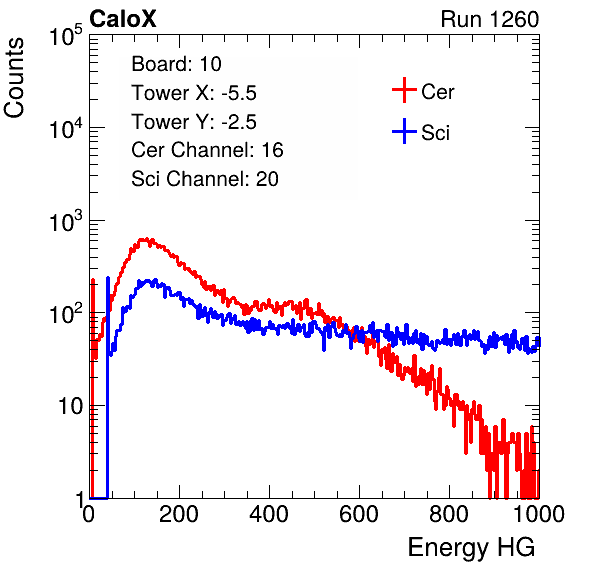 CaloX Run 1260
Counts
10^5
10^4
10^3
10^2
10
1
Board: 10
Tower X: -5.5
Tower Y: -2.5
Cer Channel: 16
Sci Channel: 20
Cer
Sci
0 200 400 600 800 1000
Energy HG